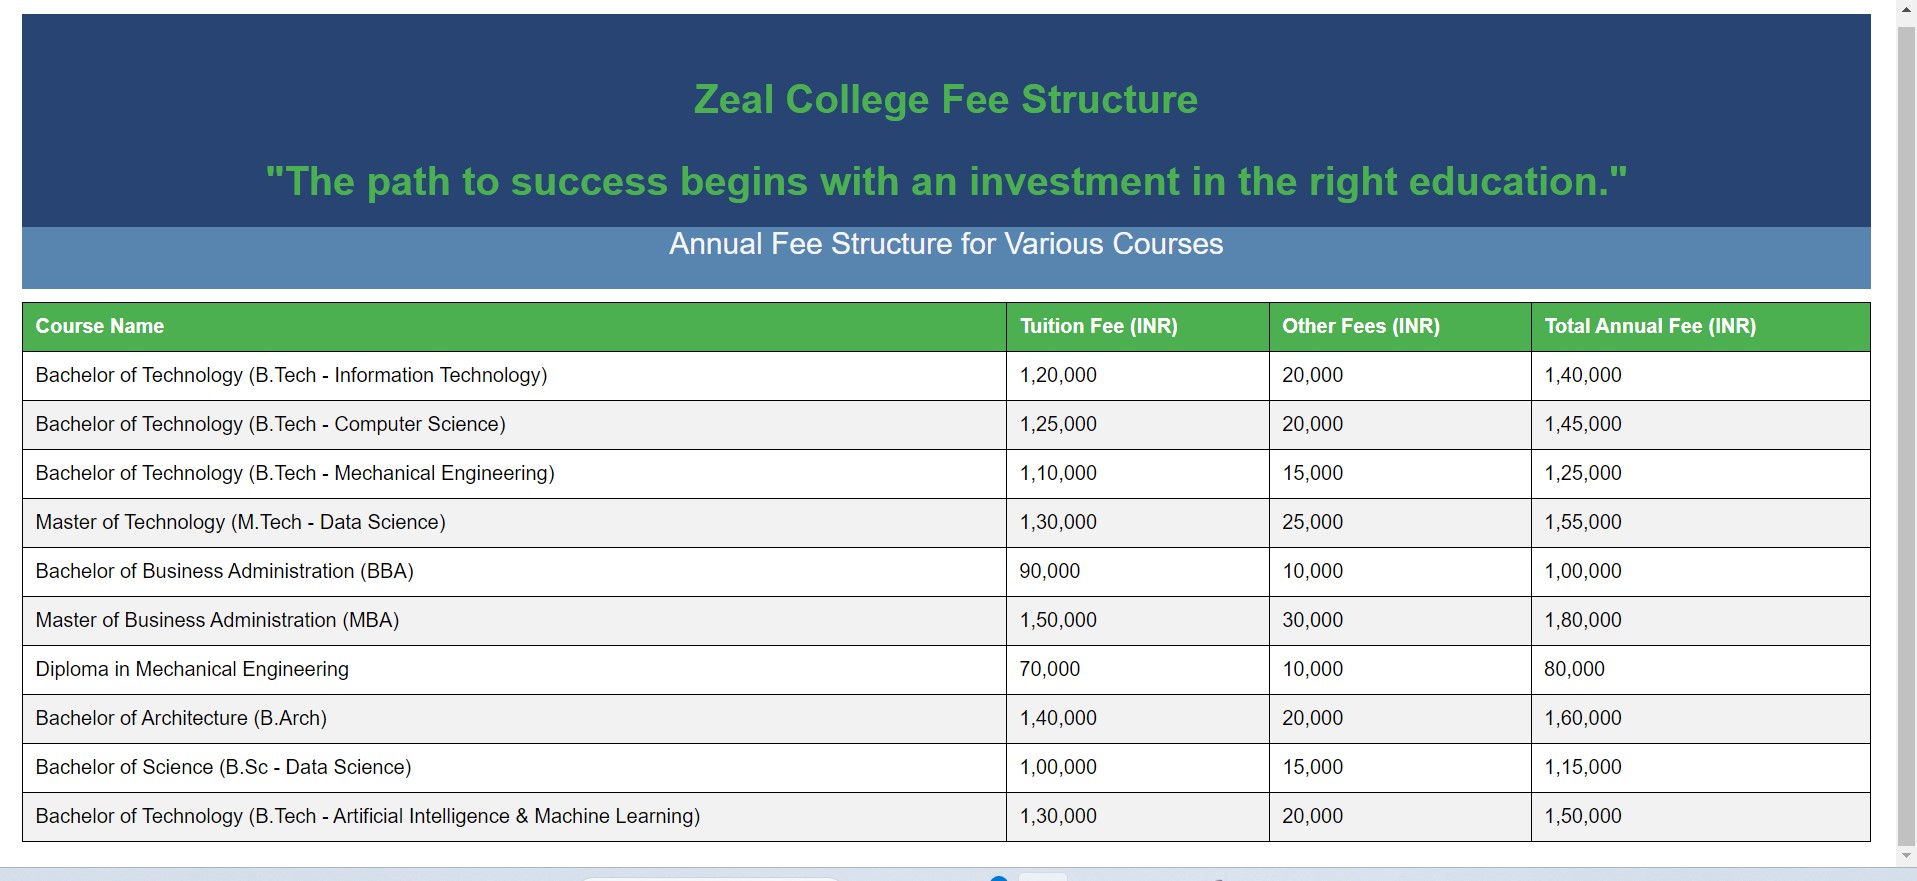 Zeal College Fee Structure
"The path to success begins with an investment in the right education."
Annual Fee Structure for Various Courses
Course Name Tuition Fee (INR) Other Fees (INR) Total Annual Fee (INR)
Bachelor of Technology (B.Tech - Information Technology) 1,20,000 20,000 1,40,000
Bachelor of Technology (B.Tech - Computer Science) 1,25,000 20,000 1,45,000
Bachelor of Technology (B.Tech - Mechanical Engineering) 1,10,000 15,000 1,25,000
Master of Technology (M.Tech - Data Science) 1,30,000 25,000 1,55,000
Bachelor of Business Administration (BBA) 90,000 10,000 1,00,000
Master of Business Administration (MBA) 1,50,000 30,000 1,80,000
Diploma in Mechanical Engineering 70,000 10,000 80,000
Bachelor of Architecture (B.Arch) 1,40,000 20,000 1,60,000
Bachelor of Science (B.Sc - Data Science) 1,00,000 15,000 1,15,000
Bachelor of Technology (B.Tech - Artificial Intelligence & Machine Learning) 1,30,000 20,000 1,50,000